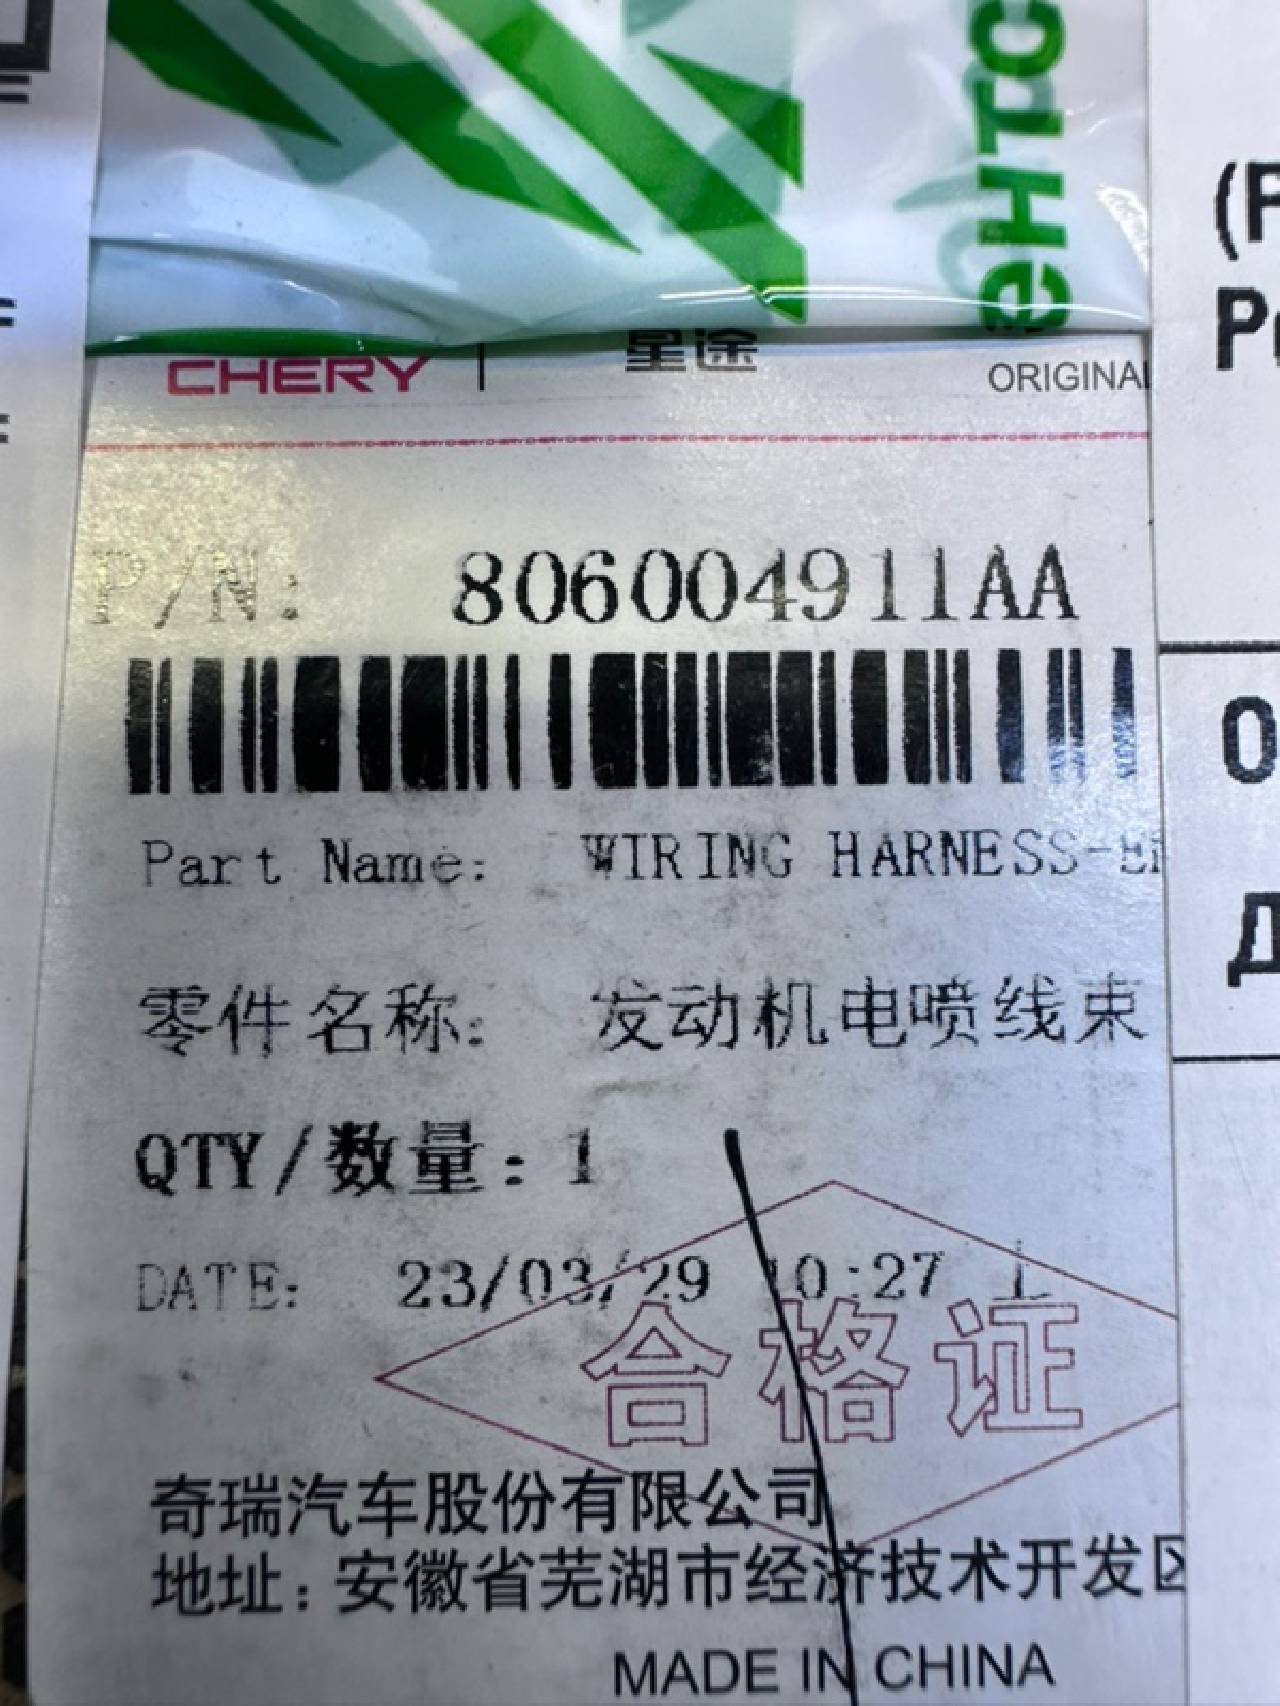 енто
CHERY | 星途
ORIGINAL
P/N: 806004911AA
Part Name: WIRING HARNESS-E
零件名称: 发动机电喷线束
QTY/数量: 1
DATE: 23/03/29 10:27 1
合格证
奇瑞汽车股份有限公司
地址: 安徽省芜湖市经济技术开发区
MADE IN CHINA